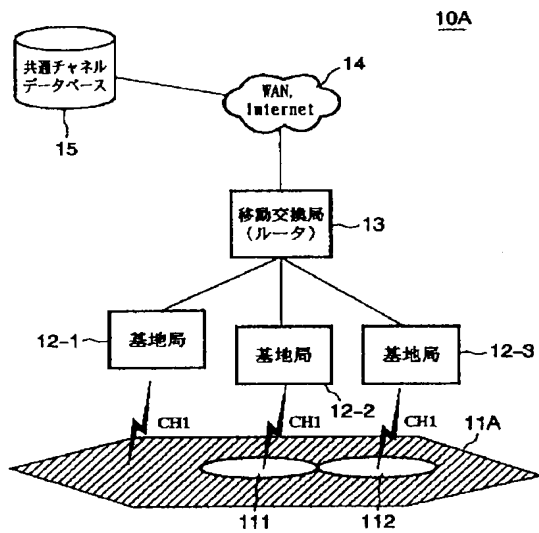 10A
共通チャネル
データベース
15
14
WAN,
Internet
移動交換局
(ルータ)
13
12-1
基地局
基地局
基地局
12-3
12-2
CH1
CH1
CH1
11A
111
112